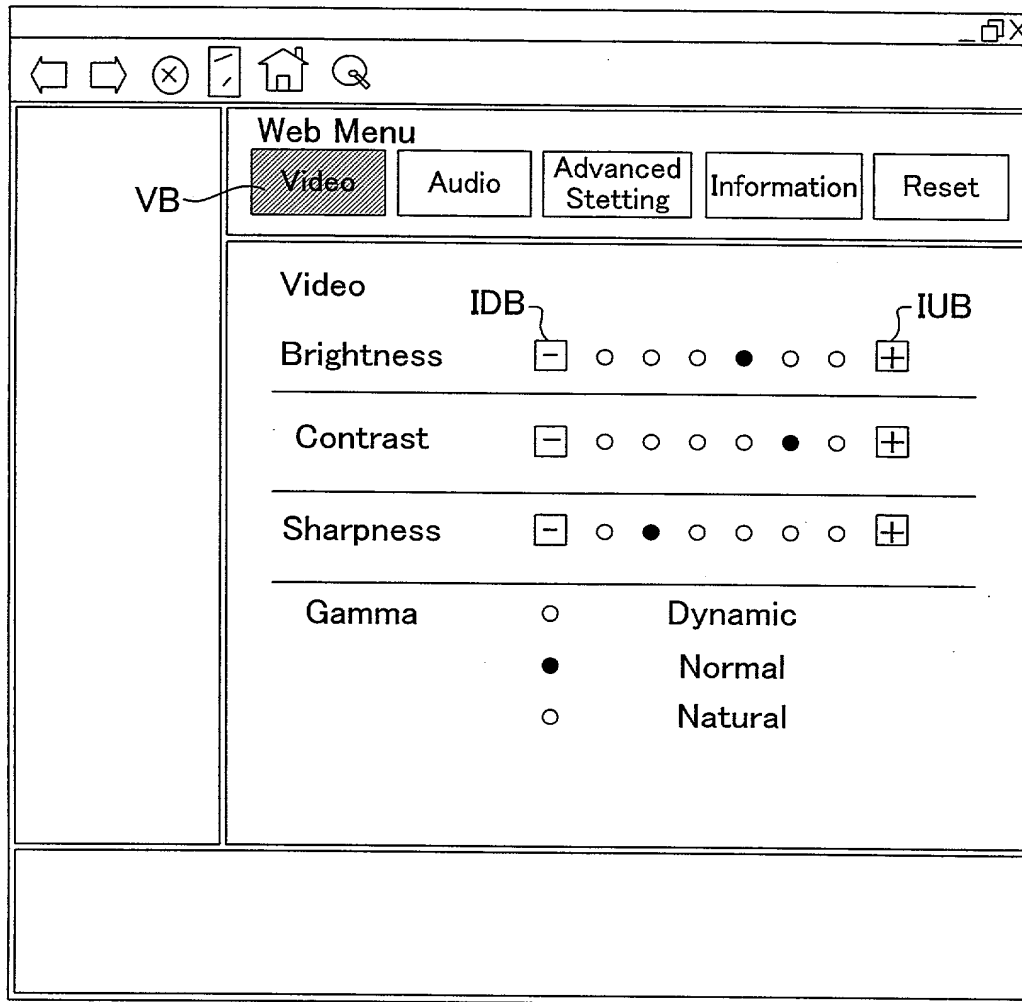 Web Menu
VB
Video
Audio
Advanced
Stetting
Information
Reset
Video
IDB
IUB
Brightness
Contrast
Sharpness
Gamma
Dynamic
Normal
Natural